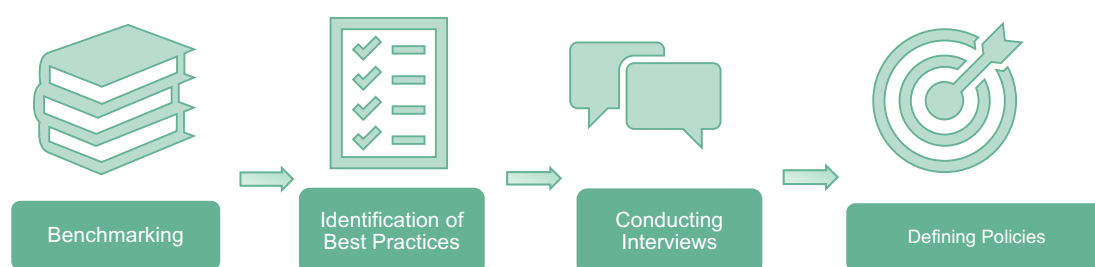 Benchmarking
Identification of
Best Practices
Conducting
Interviews
Defining Policies